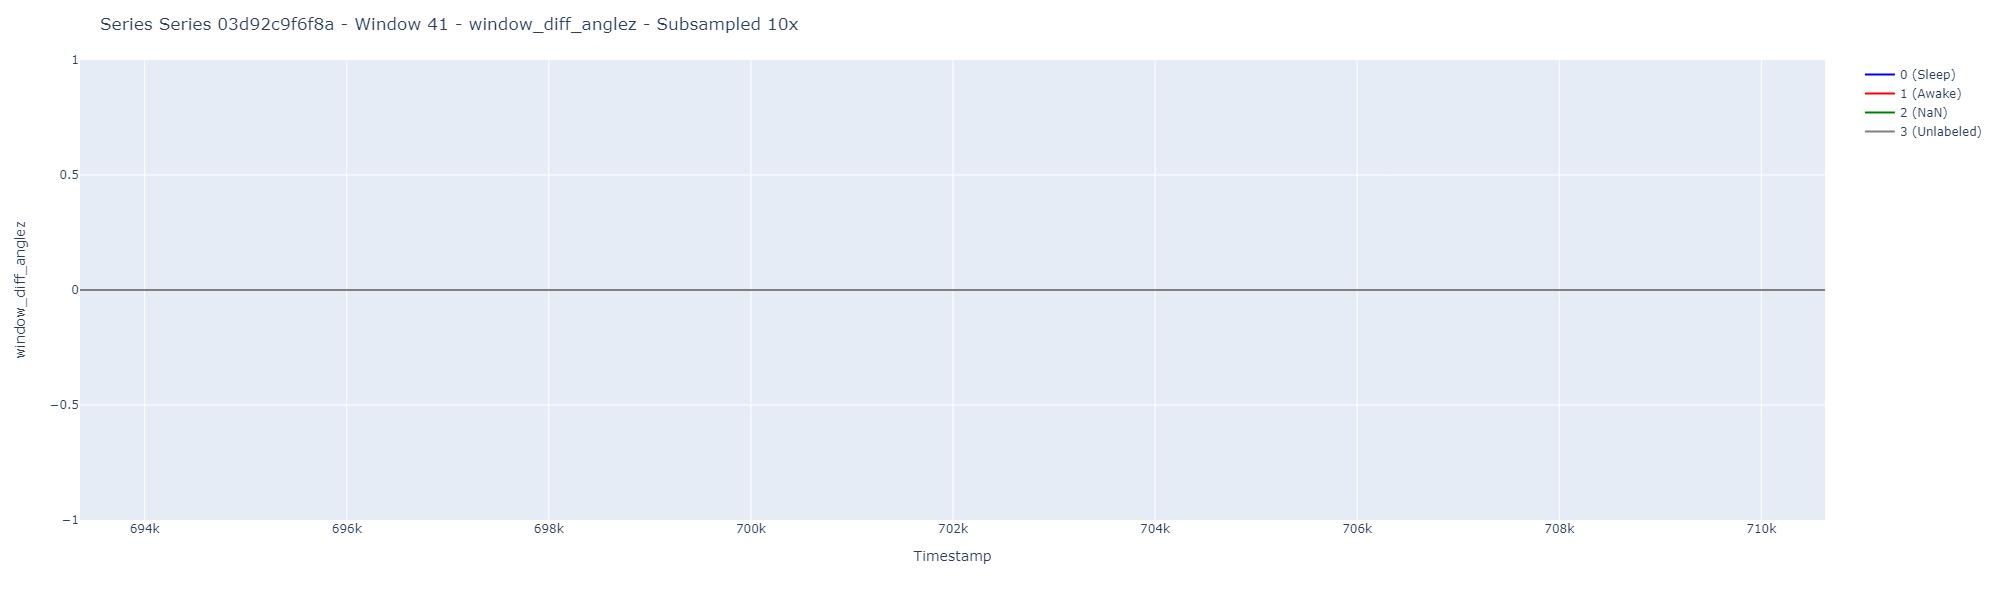 Series Series 03d92c9f6f8a - Window 41 - window_diff_anglez - Subsampled 10x
1
0.5
0
−0.5
−1
window_diff_anglez
694k
696k
698k
700k
702k
704k
706k
708k
710k
Timestamp
0 (Sleep)
1 (Awake)
2 (NaN)
3 (Unlabeled)